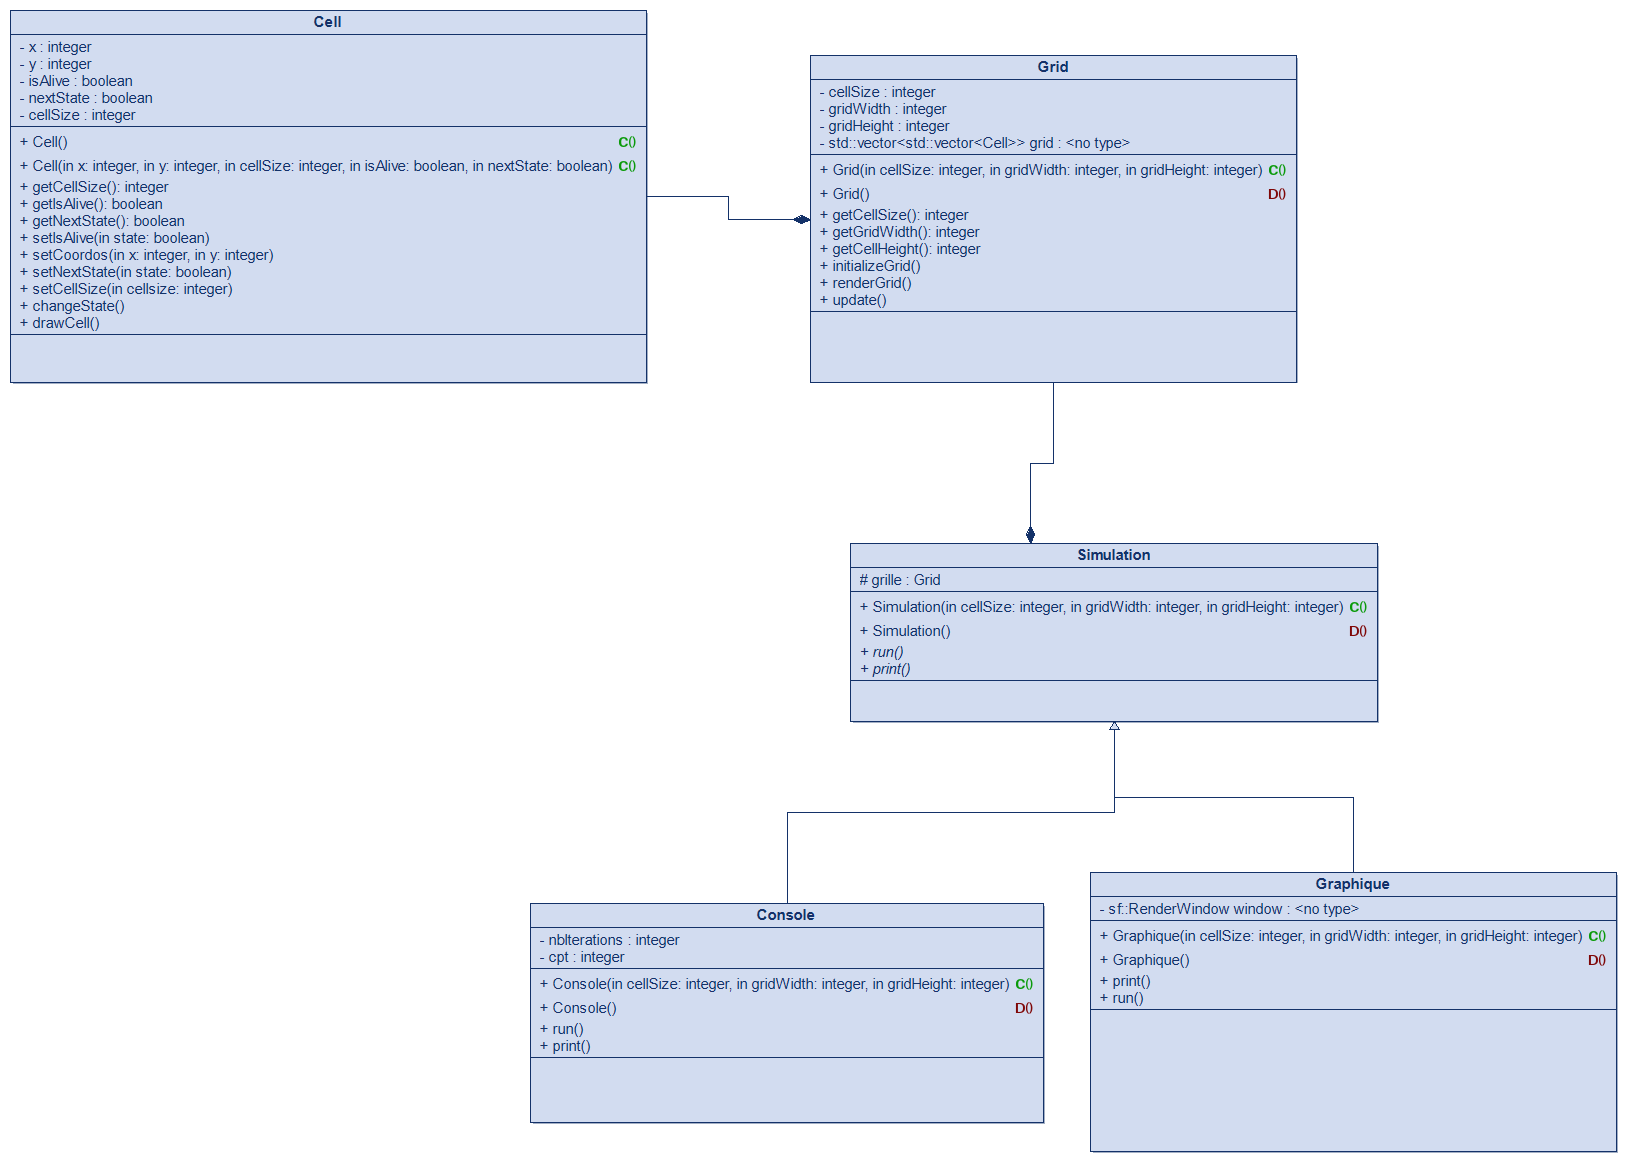 Cell
- x : integer
- y : integer
- isAlive : boolean
- nextState : boolean
- cellSize : integer
+ Cell() C()
+ Cell(in x: integer, in y: integer, in cellSize: integer, in isAlive: boolean, in nextState: boolean) C()
+ getCellSize(): integer
+ getIsAlive(): boolean
+ getNextState(): boolean
+ setIsAlive(in state: boolean)
+ setCoordos(in x: integer, in y: integer)
+ setNextState(in state: boolean)
+ setCellSize(in cellsize: integer)
+ changeState()
+ drawCell()
Grid
- cellSize : integer
- gridWidth : integer
- gridHeight : integer
- std::vector<std::vector<Cell>> grid : <no type>
+ Grid(in cellSize: integer, in gridWidth: integer, in gridHeight: integer) C()
+ Grid() D()
+ getCellSize(): integer
+ getGridWidth(): integer
+ getCellHeight(): integer
+ initializeGrid()
+ renderGrid()
+ update()
Simulation
# grille : Grid
+ Simulation(in cellSize: integer, in gridWidth: integer, in gridHeight: integer) C()
+ Simulation() D()
+ run()
+ print()
Console
- nbIterations : integer
- cpt : integer
+ Console(in cellSize: integer, in gridWidth: integer, in gridHeight: integer) C()
+ Console() D()
+ run()
+ print()
Graphique
- sf::RenderWindow window : <no type>
+ Graphique(in cellSize: integer, in gridWidth: integer, in gridHeight: integer) C()
+ Graphique() D()
+ print()
+ run()